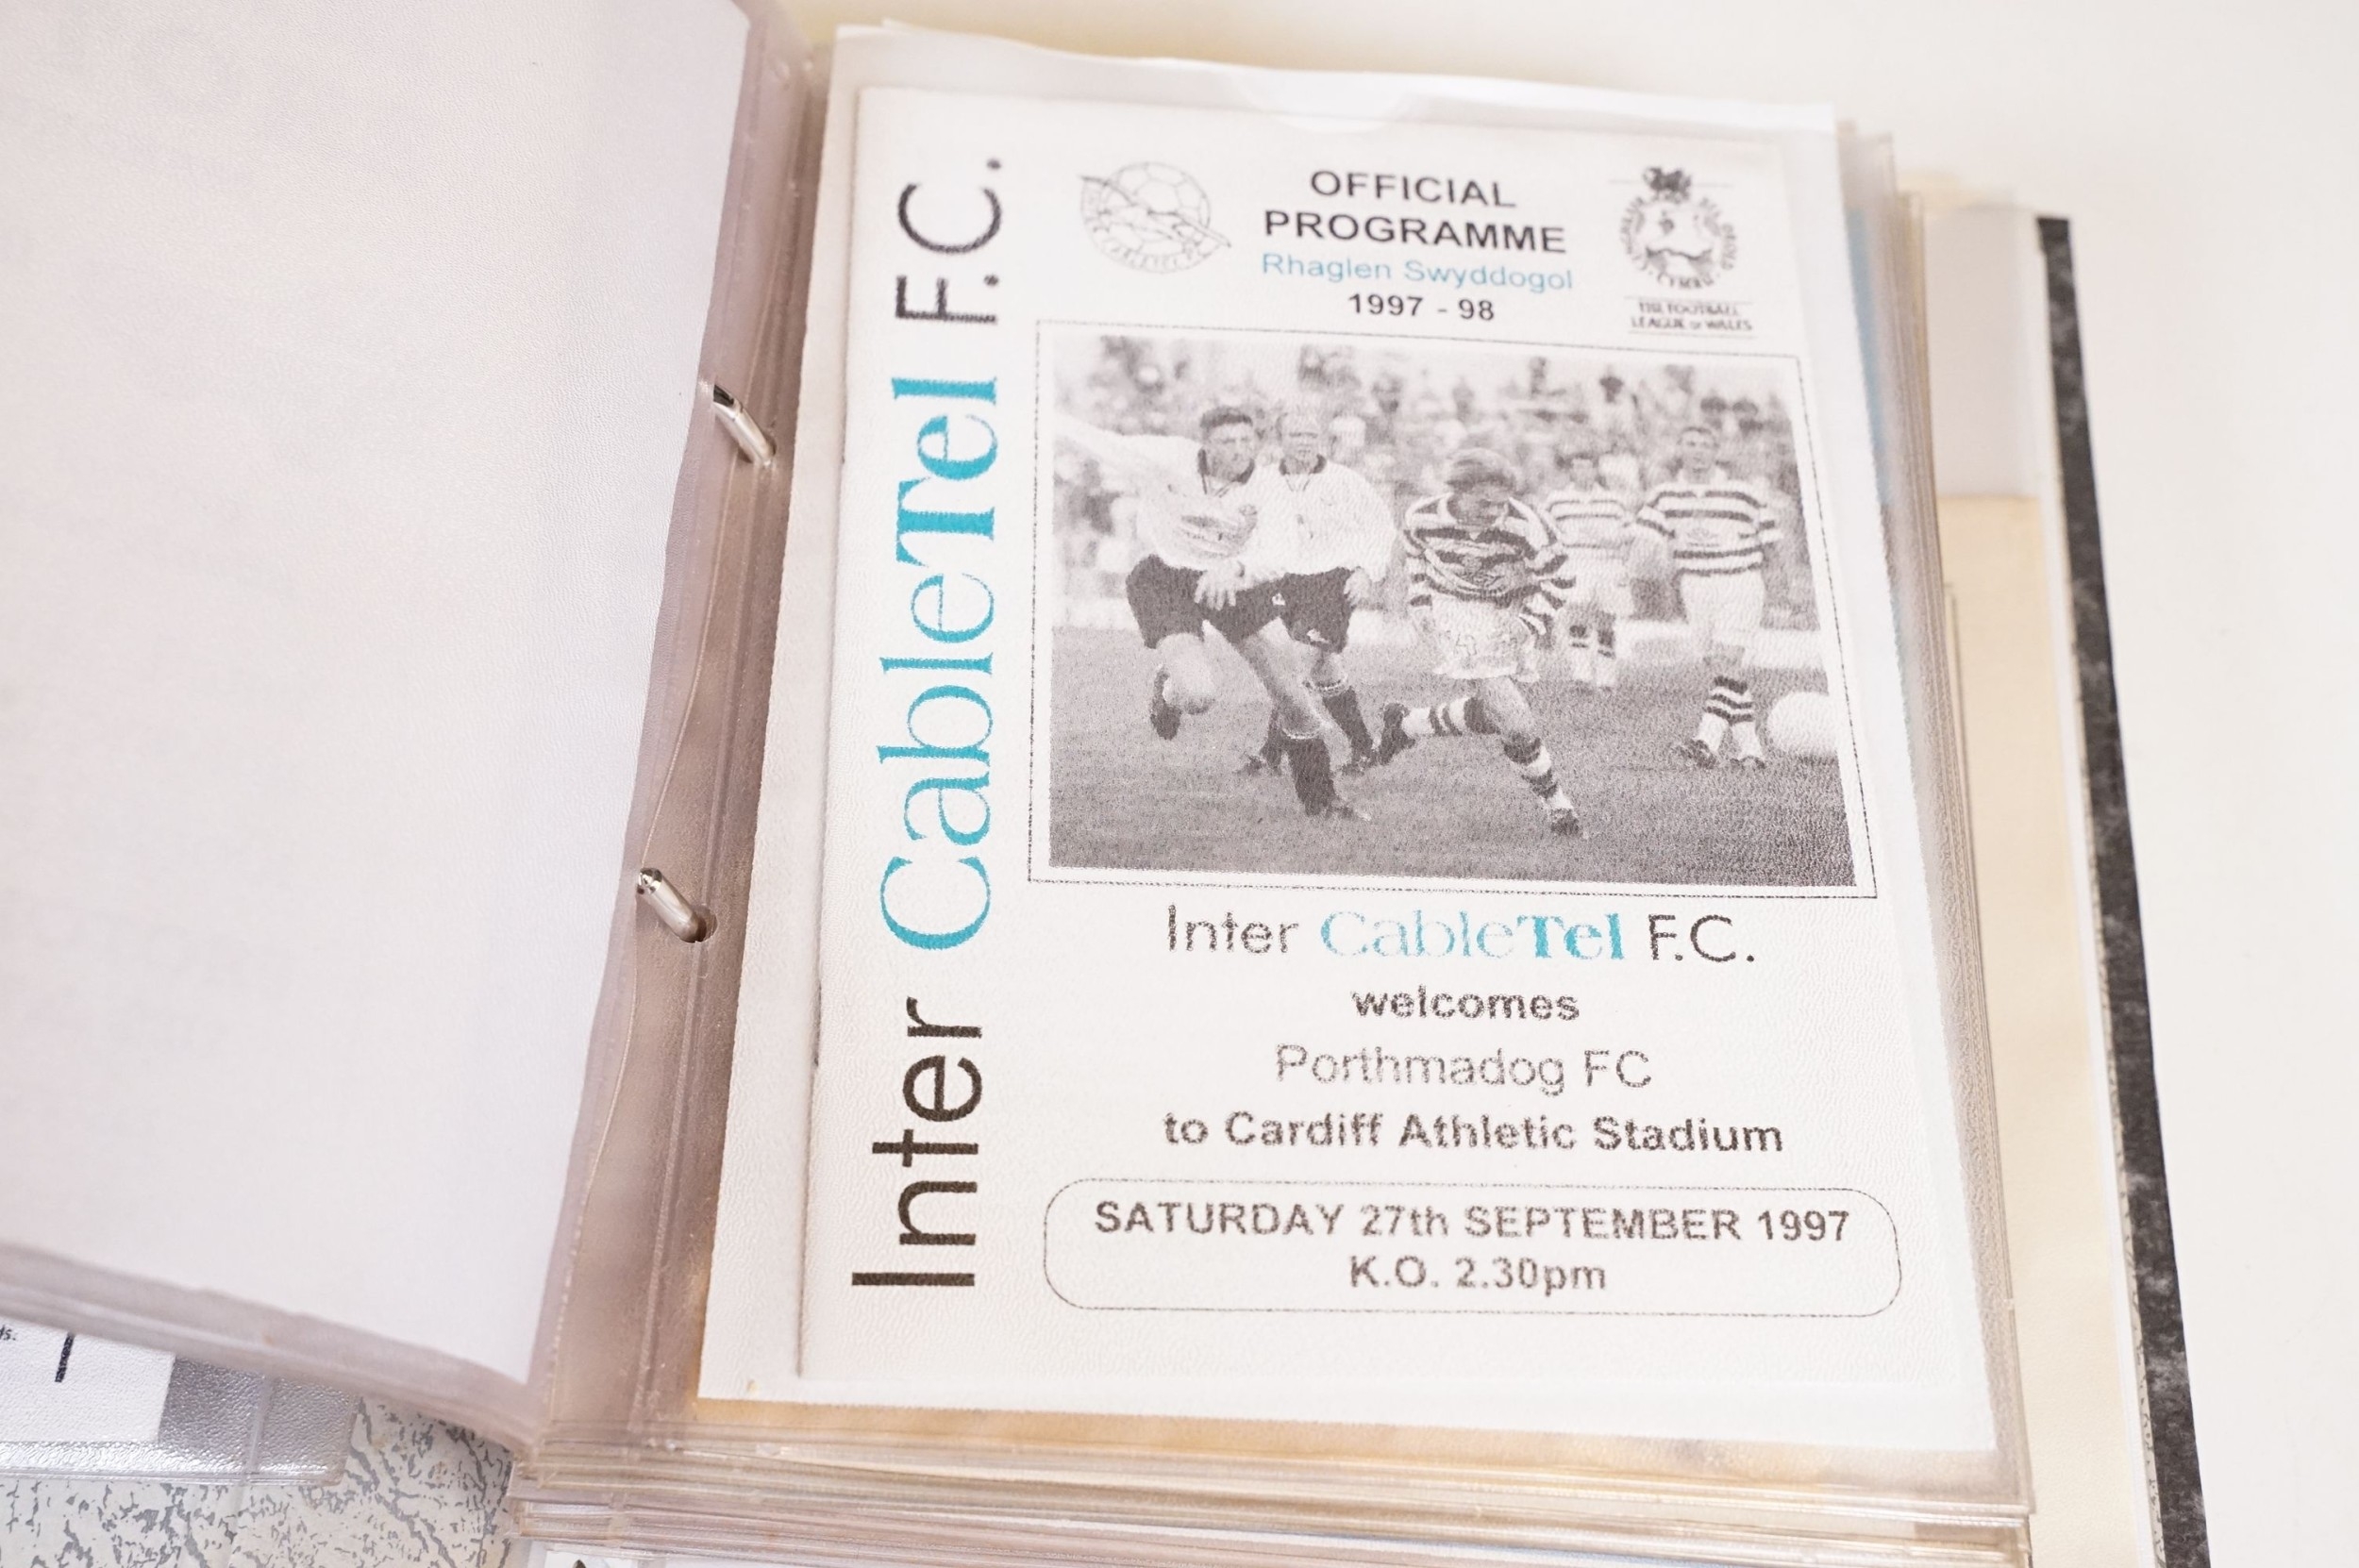 Inter CableTel F.C.
OFFICIAL
PROGRAMME
Rhaglen Swyddogol
1997 - 98
THE FOOTBALL
LEAGUE OF WALES
Inter CableTel F.C.
welcomes
Porthmadog FC
to Cardiff Athletic Stadium
SATURDAY 27th SEPTEMBER 1997
K.O. 2.30pm